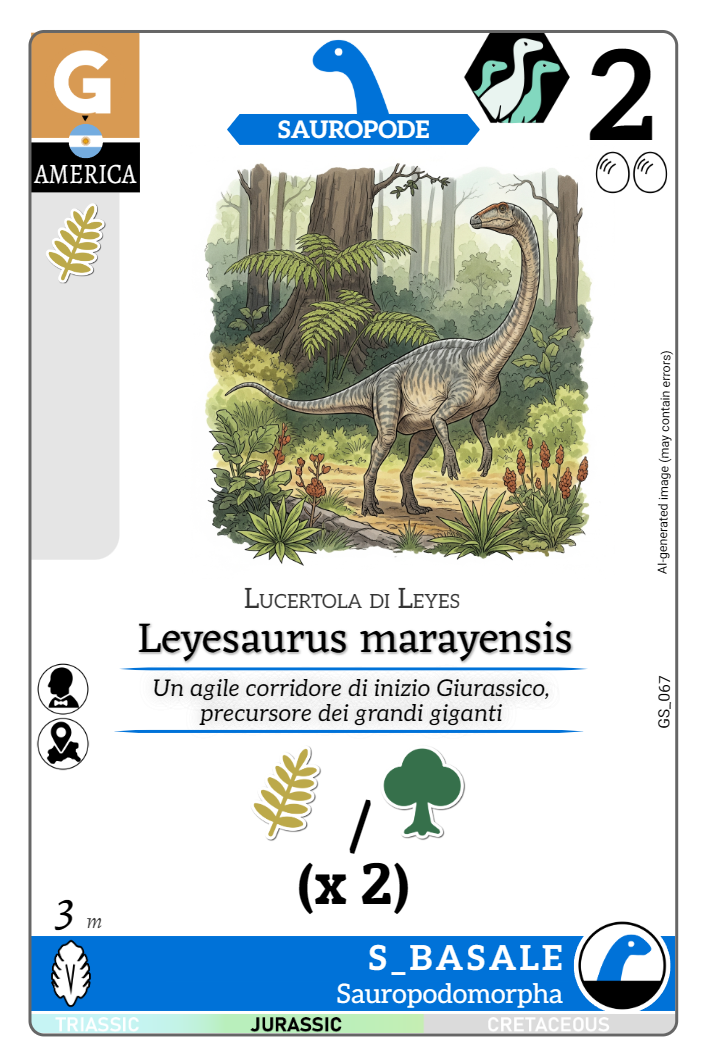 G
AMERICA
SAUROPODE
2
AI-generated image (may contain errors)
Lucertola di Leyes
Leyesaurus marayensis
Un agile corridore di inizio Giurassico,
precursore dei grandi giganti
GS_067
/
(x 2)
3 m
S_BASALE
Sauropodomorpha
TRIASSIC JURASSIC CRETACEOUS